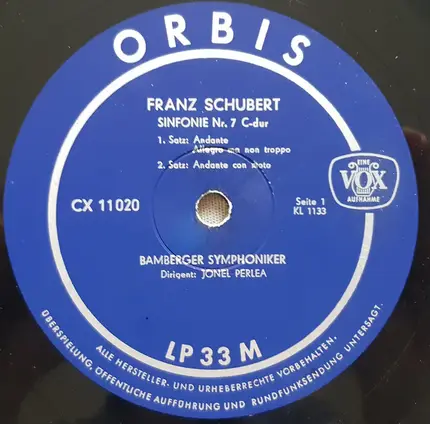 ORBIS
FRANZ SCHUBERT
SINFONIE Nr. 7 C-dur
1. Satz: Andante
Allegro ma non troppo
2. Satz: Andante con moto
EINE
VOX
AUFNAHME
CX 11020
Seite 1
KL 1133
BAMBERGER SYMPHONIKER
Dirigent: JONEL PERLEA
LP 33 M
ALLE HERSTELLER- UND URHEBERRECHTE VORBEHALTEN.
ÜBERSPIELUNG, ÖFFENTLICHE AUFFÜHRUNG UND RUNDFUNKSENDUNG UNTERSAGT.